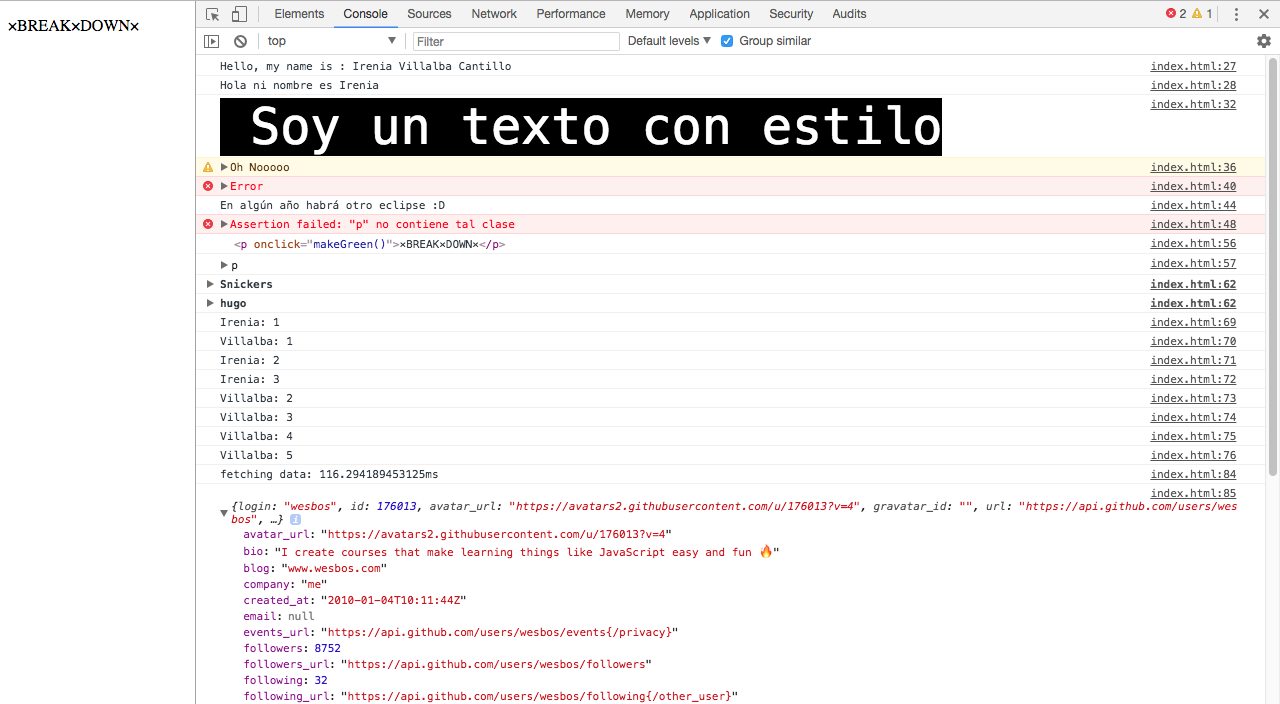 ×BREAK×DOWN×
Elements Console Sources Network Performance Memory Application Security Audits 2 1
top Filter Default levels Group similar
Hello, my name is : Irenia Villalba Cantillo index.html:27
Hola ni nombre es Irenia index.html:28
Soy un texto con estilo index.html:32
Oh Nooooo index.html:36
Error index.html:40
En algún año habrá otro eclipse :D index.html:44
Assertion failed: "p" no contiene tal clase index.html:48
<p onclick="makeGreen()">×BREAK×DOWN×</p> index.html:56
p index.html:57
Snickers index.html:62
hugo index.html:62
Irenia: 1 index.html:69
Villalba: 1 index.html:70
Irenia: 2 index.html:71
Irenia: 3 index.html:72
Villalba: 2 index.html:73
Villalba: 3 index.html:74
Villalba: 4 index.html:75
Villalba: 5 index.html:76
fetching data: 116.294189453125ms index.html:84
index.html:85
{login: "wesbos", id: 176013, avatar_url: "https://avatars2.githubusercontent.com/u/176013?v=4", gravatar_id: "", url: "https://api.github.com/users/wes
bos", …} i
avatar_url: "https://avatars2.githubusercontent.com/u/176013?v=4"
bio: "I create courses that make learning things like JavaScript easy and fun 🔥"
blog: "www.wesbos.com"
company: "me"
created_at: "2010-01-04T10:11:44Z"
email: null
events_url: "https://api.github.com/users/wesbos/events{/privacy}"
followers: 8752
followers_url: "https://api.github.com/users/wesbos/followers"
following: 32
following_url: "https://api.github.com/users/wesbos/following{/other_user}"